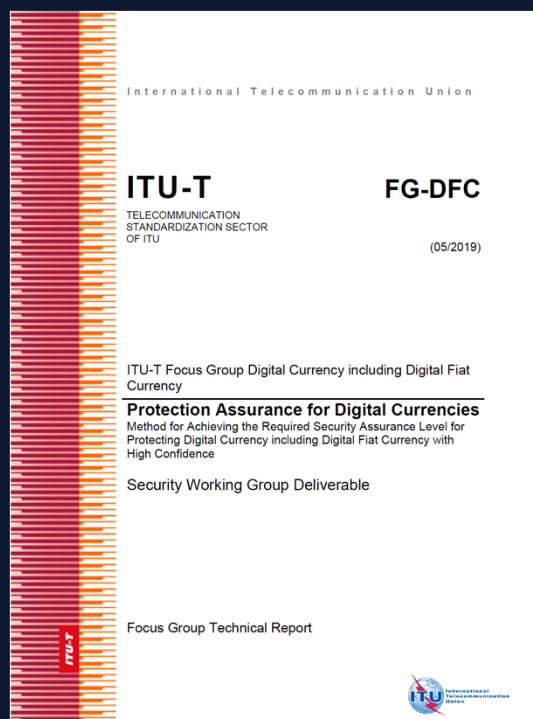 International Telecommunication Union
ITU-T
FG-DFC
TELECOMMUNICATION
STANDARDIZATION SECTOR
OF ITU
(05/2019)
ITU-T Focus Group Digital Currency including Digital Fiat
Currency
Protection Assurance for Digital Currencies
Method for Achieving the Required Security Assurance Level for
Protecting Digital Currency including Digital Fiat Currency with
High Confidence
Security Working Group Deliverable
Focus Group Technical Report
ITU-T
ITU
International
Telecommunication
Union